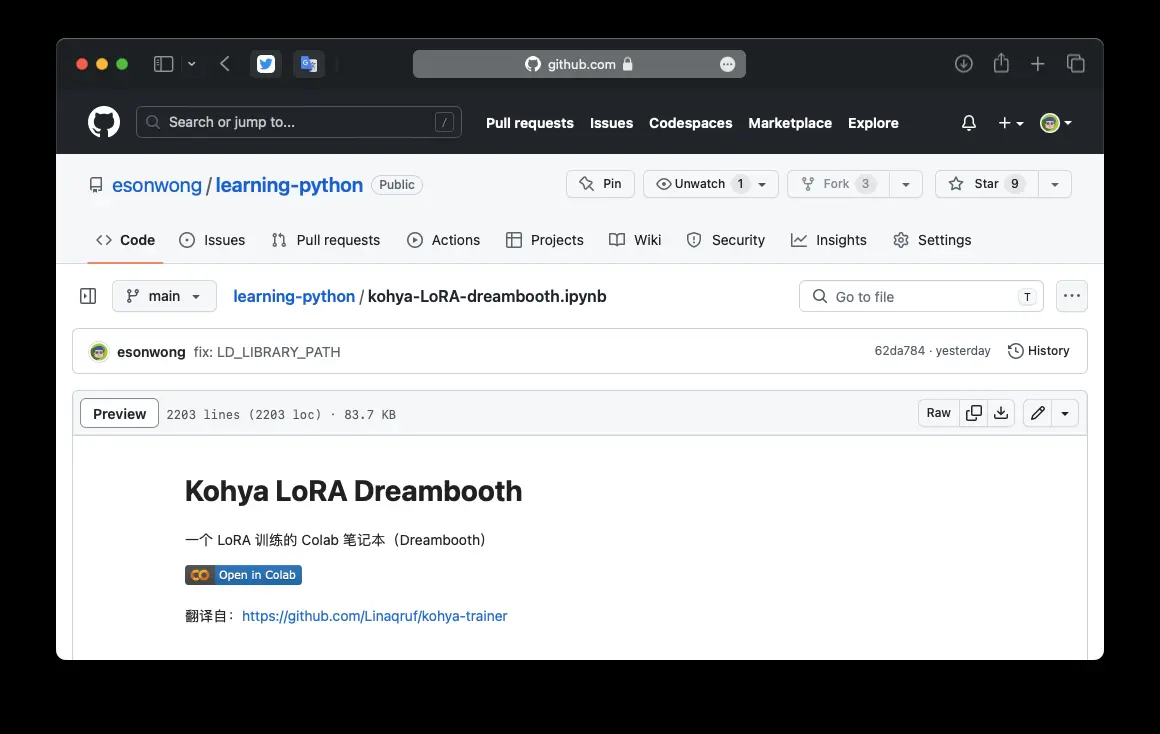 github.com
Search or jump to... /
Pull requests Issues Codespaces Marketplace Explore
esonwong / learning-python Public
Pin Unwatch 1 Fork 3 Star 9
Code Issues Pull requests Actions Projects Wiki Security Insights Settings
main learning-python / kohya-LoRA-dreambooth.ipynb Go to file T
esonwong fix: LD_LIBRARY_PATH 62da784 · yesterday History
Preview 2203 lines (2203 loc) · 83.7 KB Raw
Kohya LoRA Dreambooth
一个 LoRA 训练的 Colab 笔记本（Dreambooth）
Open in Colab
翻译自：https://github.com/Linaqruf/kohya-trainer